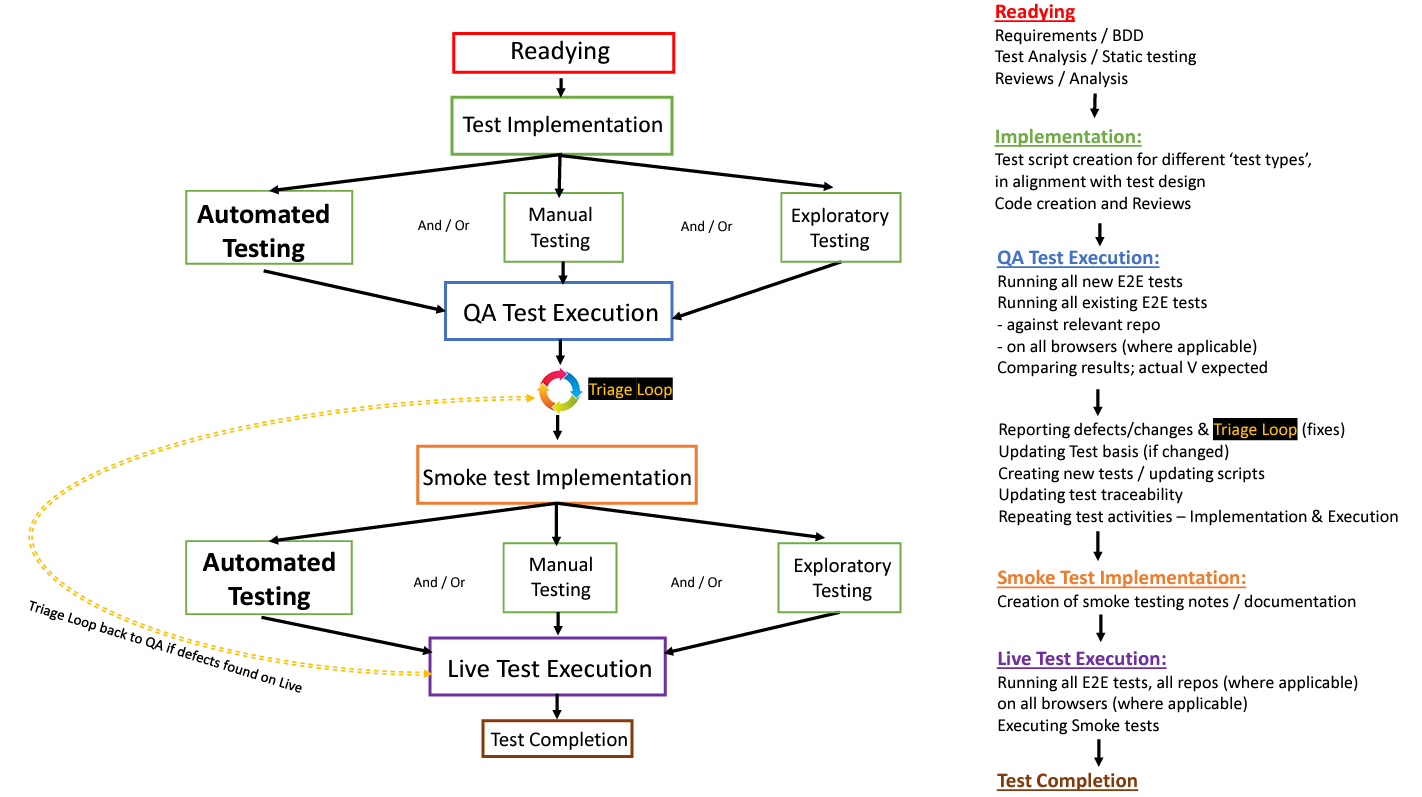 Readying
Test Implementation
Automated
Testing
And / Or
Manual
Testing
And / Or
Exploratory
Testing
QA Test Execution
Triage Loop
Smoke test Implementation
Automated
Testing
And / Or
Manual
Testing
And / Or
Exploratory
Testing
Triage Loop back to QA if defects found on Live
Live Test Execution
Test Completion
Readying
Requirements / BDD
Test Analysis / Static testing
Reviews / Analysis
Implementation:
Test script creation for different ‘test types’,
in alignment with test design
Code creation and Reviews
QA Test Execution:
Running all new E2E tests
Running all existing E2E tests
- against relevant repo
- on all browsers (where applicable)
Comparing results; actual V expected
Reporting defects/changes & Triage Loop (fixes)
Updating Test basis (if changed)
Creating new tests / updating scripts
Updating test traceability
Repeating test activities – Implementation & Execution
Smoke Test Implementation:
Creation of smoke testing notes / documentation
Live Test Execution:
Running all E2E tests, all repos (where applicable)
on all browsers (where applicable)
Executing Smoke tests
Test Completion